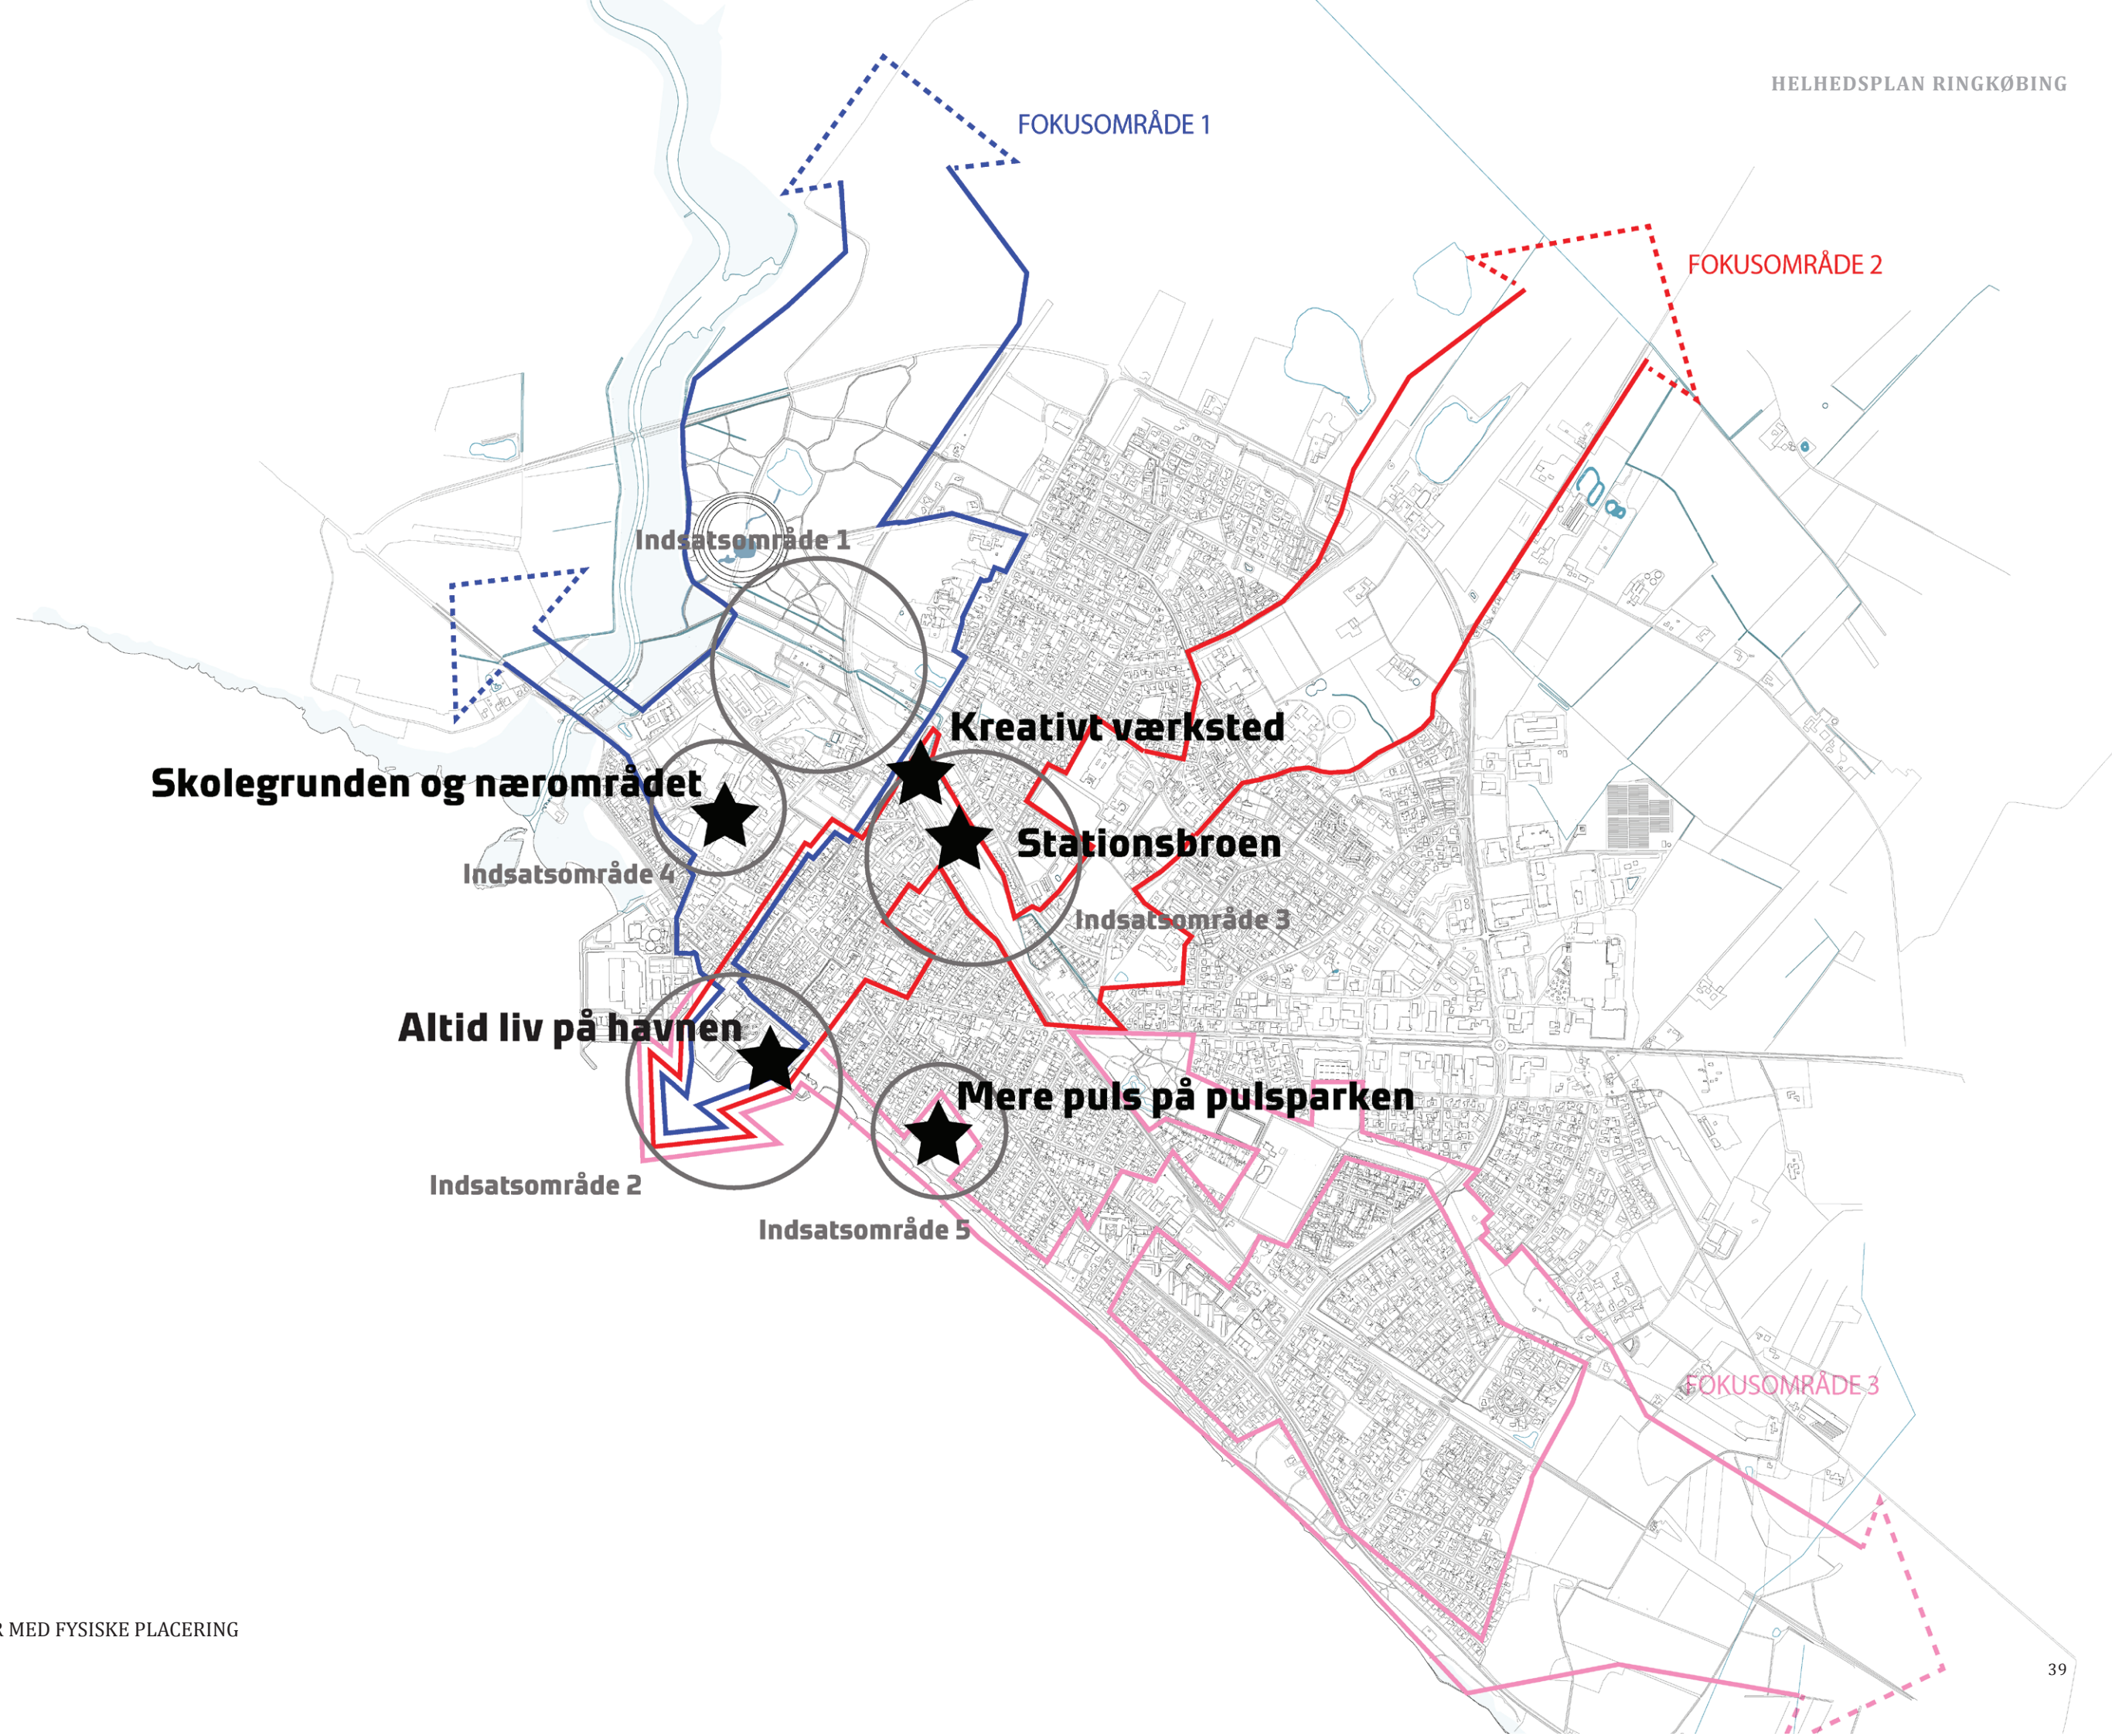 HELHEDSPLAN RINGKØBING
FOKUSOMRÅDE 1
FOKUSOMRÅDE 2
Indsatsområde 1
Kreativt værksted
Skolegrunden og nærområdet
Stationsbroen
Indsatsområde 4
Indsatsområde 3
Altid liv på havnen
Mere puls på pulsparken
Indsatsområde 2
Indsatsområde 5
FOKUSOMRÅDE 3
R MED FYSISKE PLACERING
39